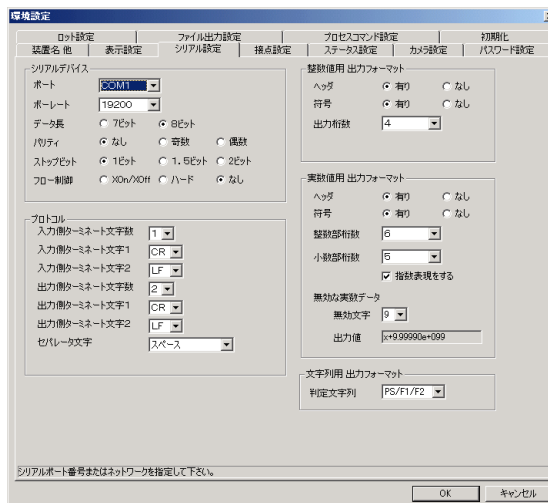 環境設定
ロット設定 ファイル出力設定 プロセスコマンド設定 初期化
装置名 他 表示設定 シリアル設定 接点設定 ステータス設定 カメラ設定 パスワード設定
シリアルデバイス
ポート COM1
ボーレート 19200
データ長 7ビット 8ビット
パリティ なし 奇数 偶数
ストップビット 1ビット 1.5ビット 2ビット
フロー制御 XOn/XOff ハード なし
プロトコル
入力側ターミネート文字数 1
入力側ターミネート文字1 CR
入力側ターミネート文字2 LF
出力側ターミネート文字数 2
出力側ターミネート文字1 CR
出力側ターミネート文字2 LF
セパレータ文字 スペース
整数値用 出力フォーマット
ヘッダ 有り なし
符号 有り なし
出力桁数 4
実数値用 出力フォーマット
ヘッダ 有り なし
符号 有り なし
整数部桁数 6
小数部桁数 5
指数表現をする
無効な実数データ
無効文字 9
出力値 x+9.99990e+099
文字列用 出力フォーマット
判定文字列 PS/F1/F2
シリアルポート番号またはネットワークを指定して下さい。
OK キャンセル